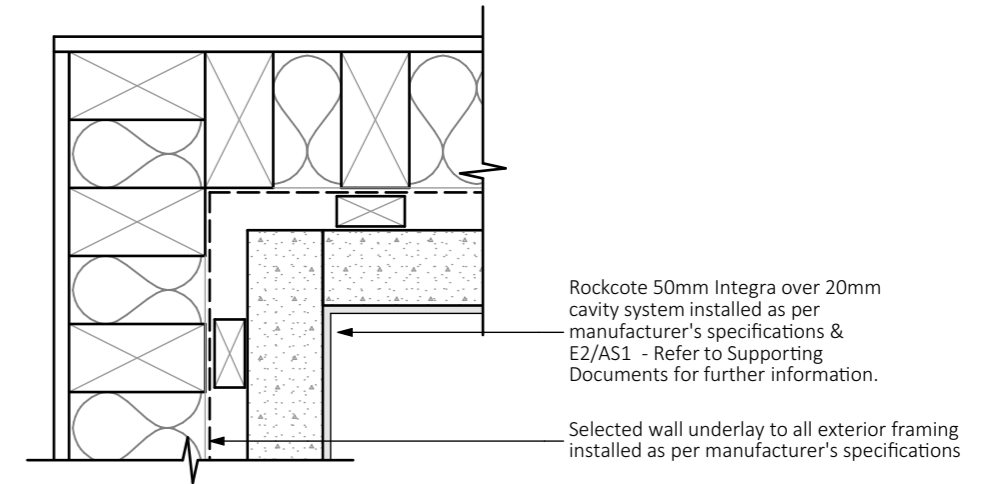 Rockcote 50mm Integra over 20mm
cavity system installed as per
manufacturer's specifications &
E2/AS1  - Refer to Supporting
Documents for further information.
Selected wall underlay to all exterior framing
installed as per manufacturer's specifications